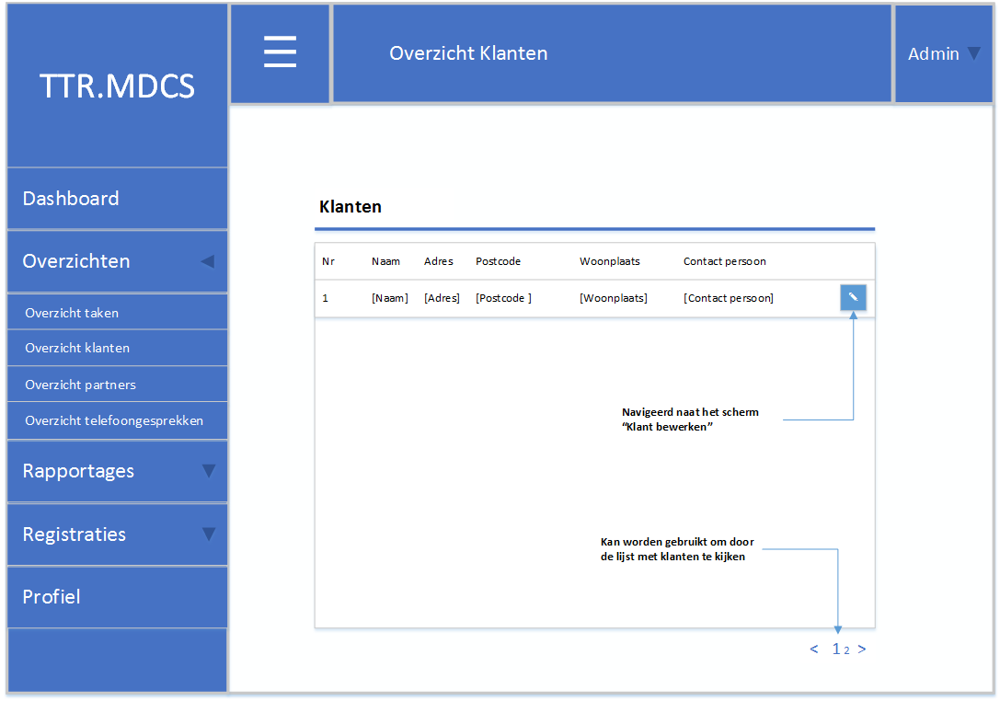 TTR.MDCS
Overzicht Klanten
Admin
Dashboard
Overzichten
Overzicht taken
Overzicht klanten
Overzicht partners
Overzicht telefoongesprekken
Rapportages
Registraties
Profiel
Klanten
Nr Naam Adres Postcode Woonplaats Contact persoon
1 [Naam] [Adres] [Postcode ] [Woonplaats] [Contact persoon]
Navigeerd naat het scherm
“Klant bewerken”
Kan worden gebruikt om door
de lijst met klanten te kijken
< 1 2 >